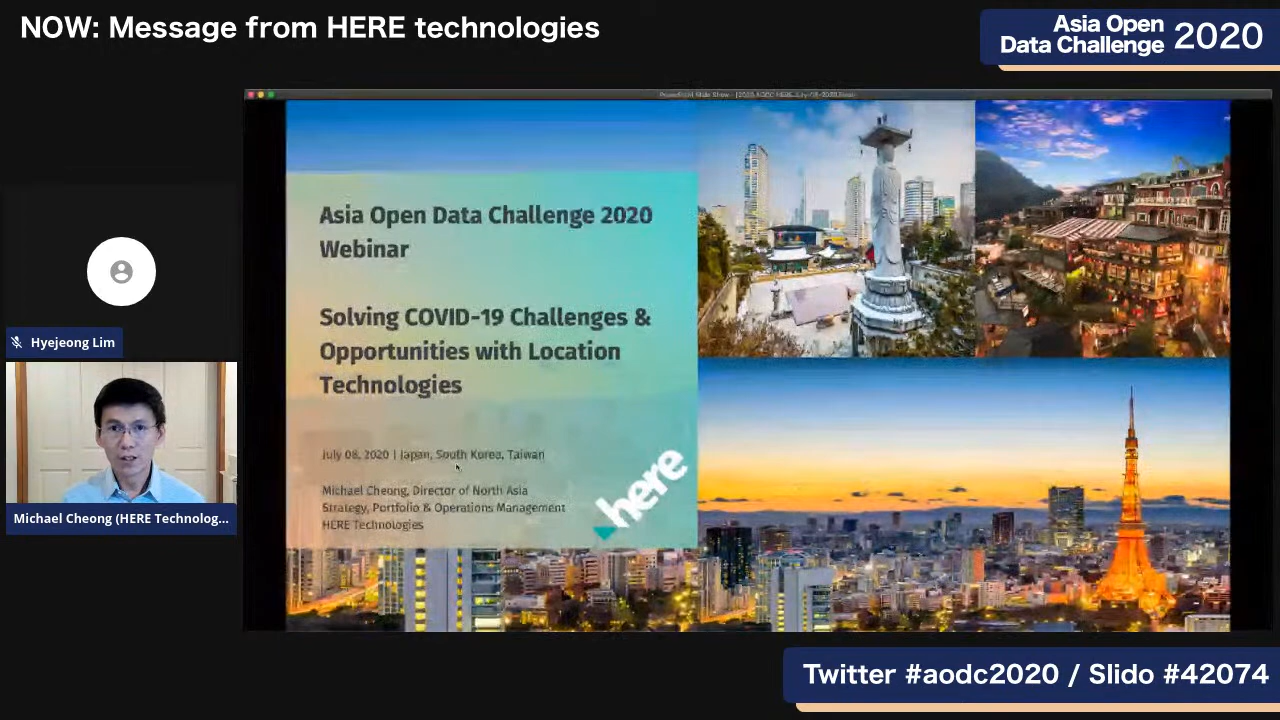 NOW: Message from HERE technologies
Asia Open
Data Challenge 2020
Asia Open Data Challenge 2020
Webinar
Solving COVID-19 Challenges &
Opportunities with Location
Technologies
July 08, 2020 | Japan, South Korea, Taiwan
Michael Cheong, Director of North Asia
Strategy, Portfolio & Operations Management
HERE Technologies
here
Hyejeong Lim
Michael Cheong (HERE Technolog...
Twitter #aodc2020 / Slido #42074